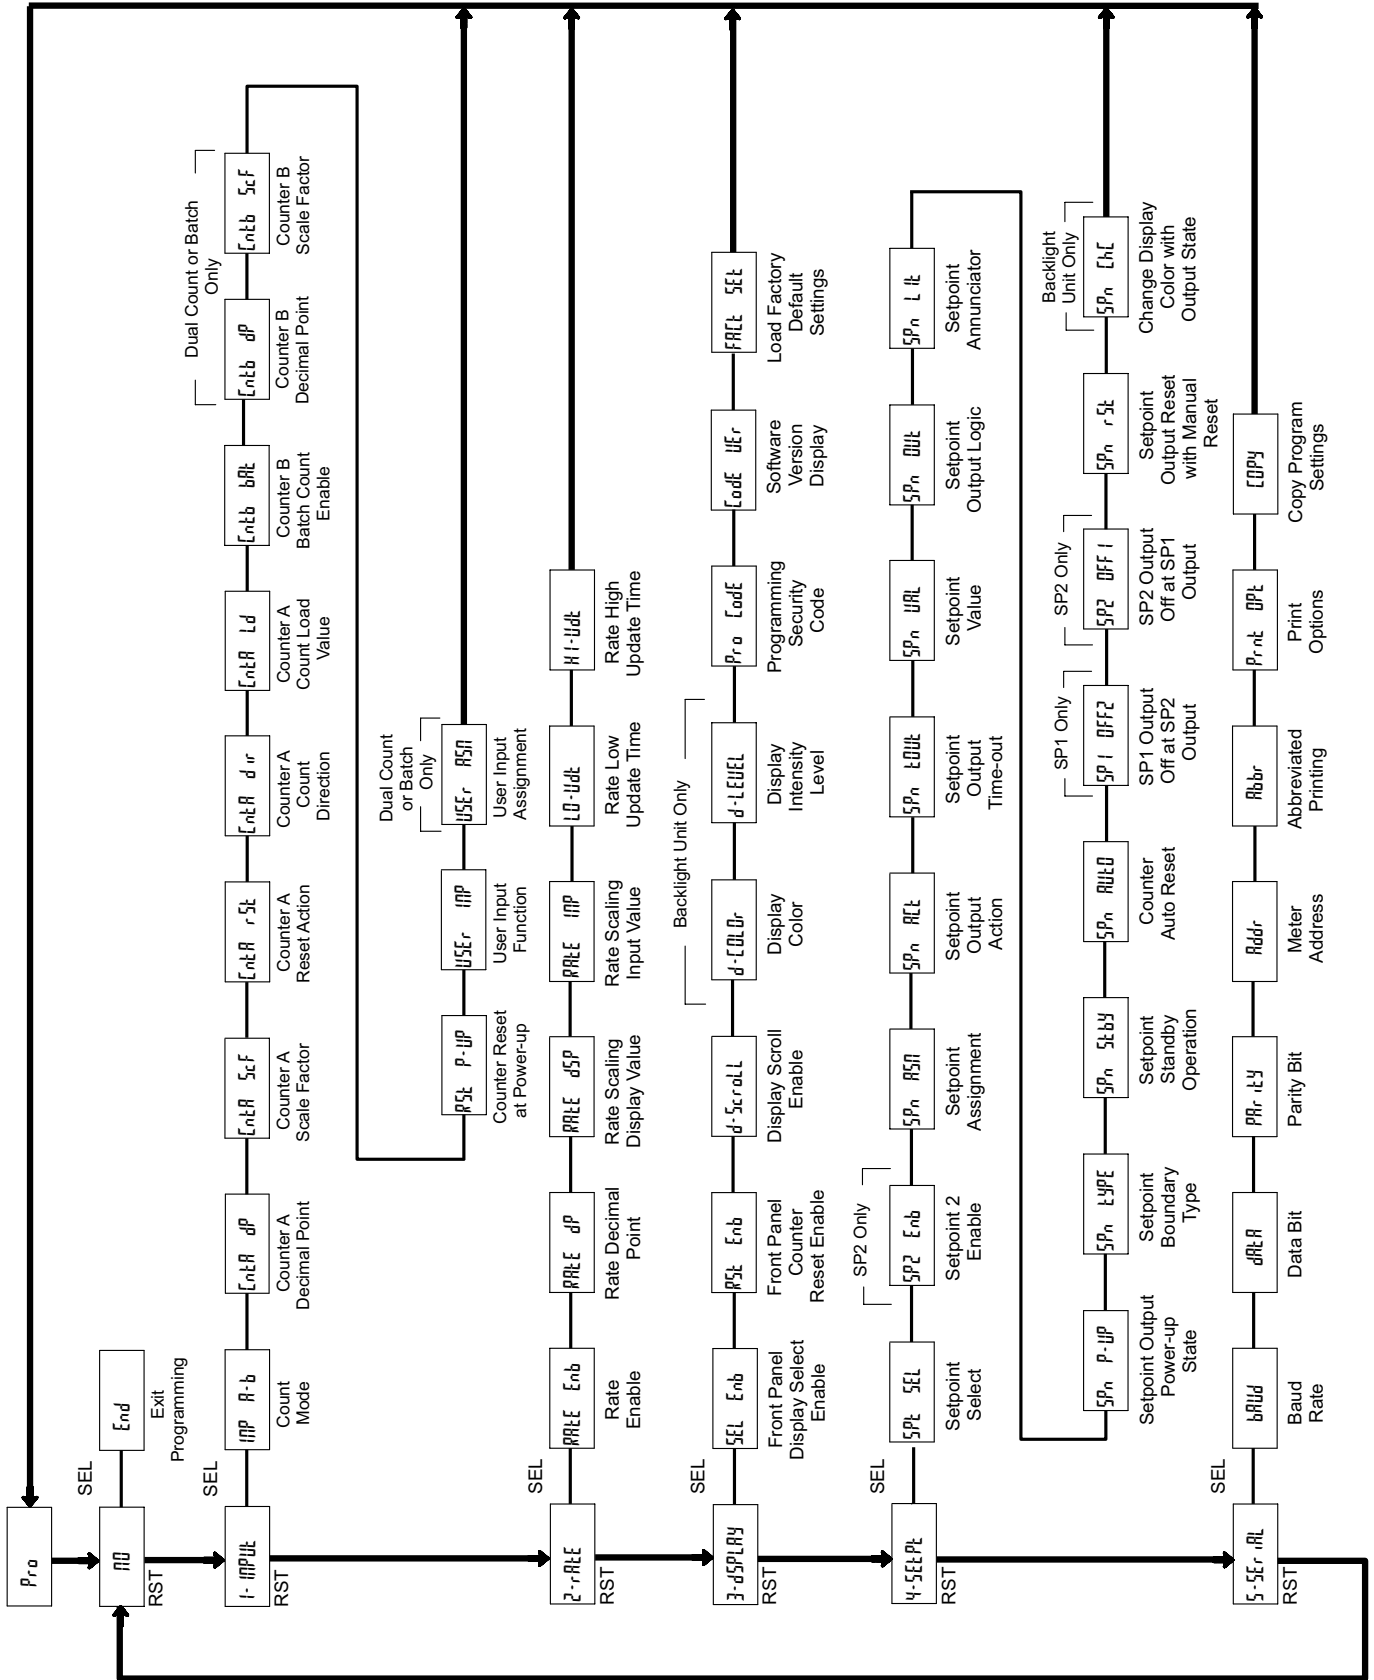 Pro
NO
RST
SEL
End
Exit
Programming
1-INPUt
RST
SEL
INP A-b
Count
Mode
CntA dP
Counter A
Decimal Point
CntA ScF
Counter A
Scale Factor
CntA rSt
Counter A
Reset Action
CntA dir
Counter A
Count
Direction
CntA Ld
Counter A
Count Load
Value
Cntb bAt
Counter B
Batch Count
Enable
Dual Count or Batch
Only
Cntb dP
Counter B
Decimal Point
Cntb ScF
Counter B
Scale Factor
RSt P-UP
Counter Reset
at Power-up
USEr INP
User Input
Function
Dual Count
or Batch
Only
USEr ASN
User Input
Assignment
2-rAtE
RST
SEL
RAtE Enb
Rate
Enable
RAtE dP
Rate Decimal
Point
RAtE dSP
Rate Scaling
Display Value
RAtE INP
Rate Scaling
Input Value
LO-Udt
Rate Low
Update Time
HI-Udt
Rate High
Update Time
3-dSPLAY
RST
SEL
SEL Enb
Front Panel
Display Select
Enable
RSt Enb
Front Panel
Counter
Reset Enable
d-ScroLL
Display Scroll
Enable
Backlight Unit Only
d-COLOr
Display
Color
d-LEVEL
Display
Intensity
Level
Pro CodE
Programming
Security
Code
CodE VEr
Software
Version
Display
FACt SEt
Load Factory
Default
Settings
4-SEtPt
RST
SEL
SPt SEL
Setpoint
Select
SP2 Only
SP2 Enb
Setpoint 2
Enable
SPn ASN
Setpoint
Assignment
SPn ACt
Setpoint
Output
Action
SPn tOUt
Setpoint
Output
Time-out
SPn VAL
Setpoint
Value
SPn OUt
Setpoint
Output Logic
SPn LIt
Setpoint
Annunciator
SPn P-UP
Setpoint Output
Power-up
State
SPn tYPE
Setpoint
Boundary
Type
SPn Stby
Setpoint
Standby
Operation
SPn AUtO
Counter
Auto Reset
SP1 Only
SP1 OFF2
SP1 Output
Off at SP2
Output
SP2 Only
SP2 OFF1
SP2 Output
Off at SP1
Output
SPn rSt
Setpoint
Output Reset
with Manual
Reset
Backlight
Unit Only
SPn ChC
Change Display
Color with
Output State
5-SErIAL
RST
SEL
bAUd
Baud
Rate
dAtA
Data Bit
PArity
Parity Bit
Addr
Meter
Address
Abbr
Abbreviated
Printing
Prnt OPt
Print
Options
COPY
Copy Program
Settings